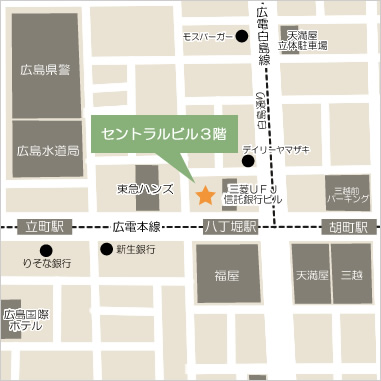 モスバーガー
広電白島線
天満屋
立体駐車場
広島県警
セントラルビル３階
広島水道局
デイリーヤマザキ
東急ハンズ
三菱ＵＦＪ
信託銀行ビル
三越前
パーキング
立町駅
広電本線
八丁堀駅
胡町駅
りそな銀行
新生銀行
福屋
天満屋
三越
広島国際
ホテル